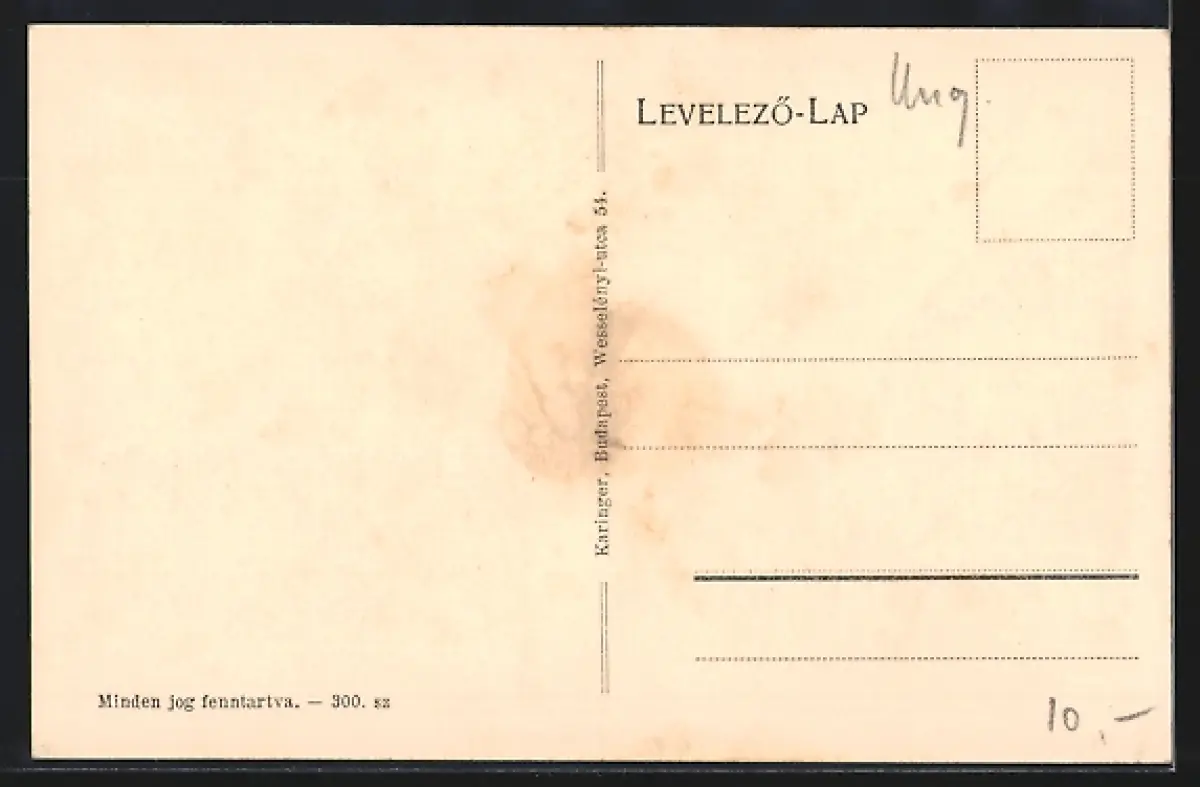 LEVELEZŐ-LAP
Ung.
Karinger, Budapest, Wesselényi-utca 54.
Minden jog fenntartva. — 300. sz
10,–